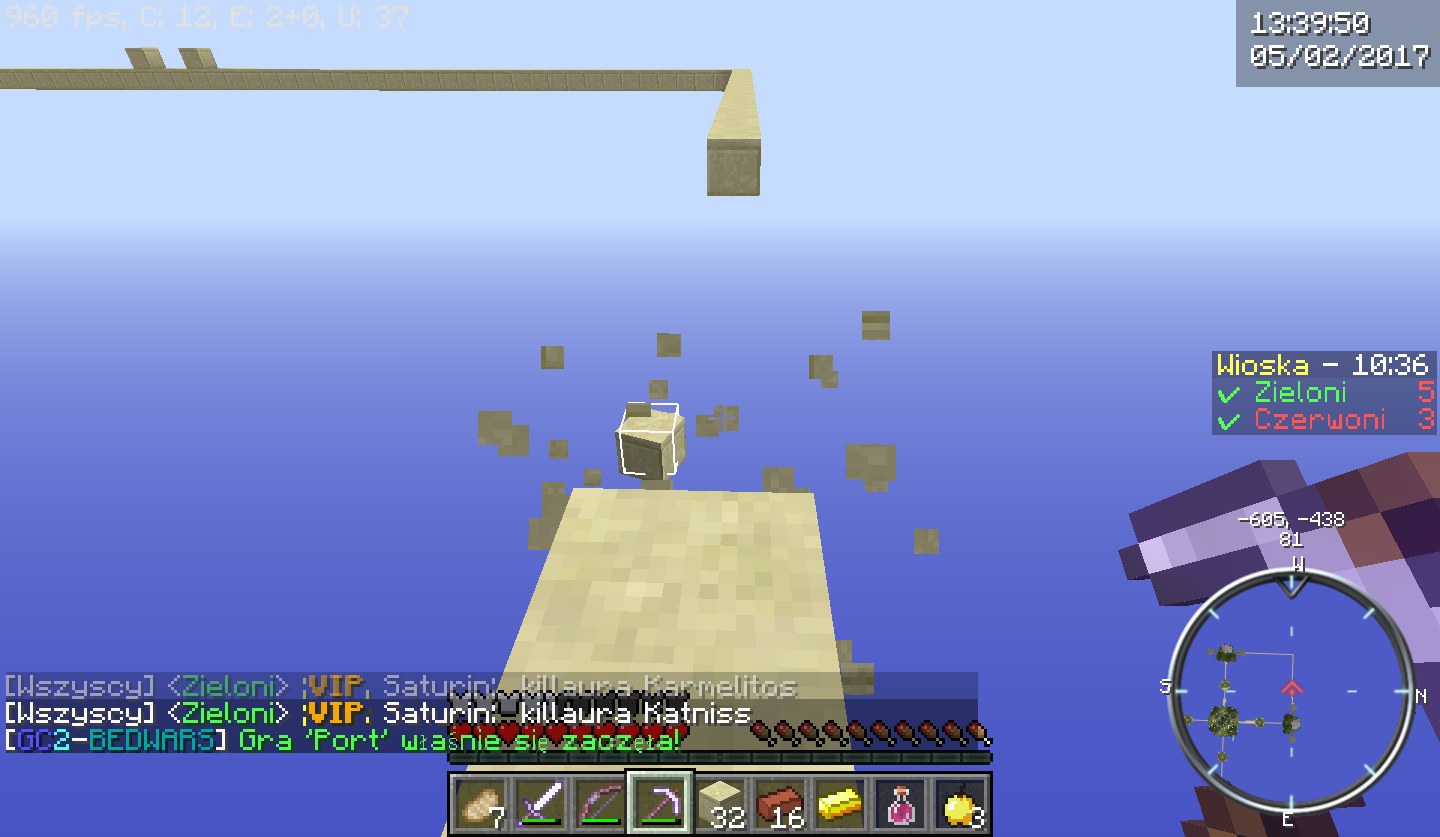 960 fps, C: 12, E: 2+0, U: 37
13:39:50
05/02/2017
Wioska - 10:36
✓ Zieloni 5
✓ Czerwoni 3
-605, -438
81
W
S
N
E
[Wszyscy] <Zieloni> ¦VIP. Saturin: killaura Karmelitos
[Wszyscy] <Zieloni> ¦VIP. Saturin: killaura Katniss
[GC2-BEDWARS] Gra 'Port' właśnie się zaczęła!
7 32 16 3